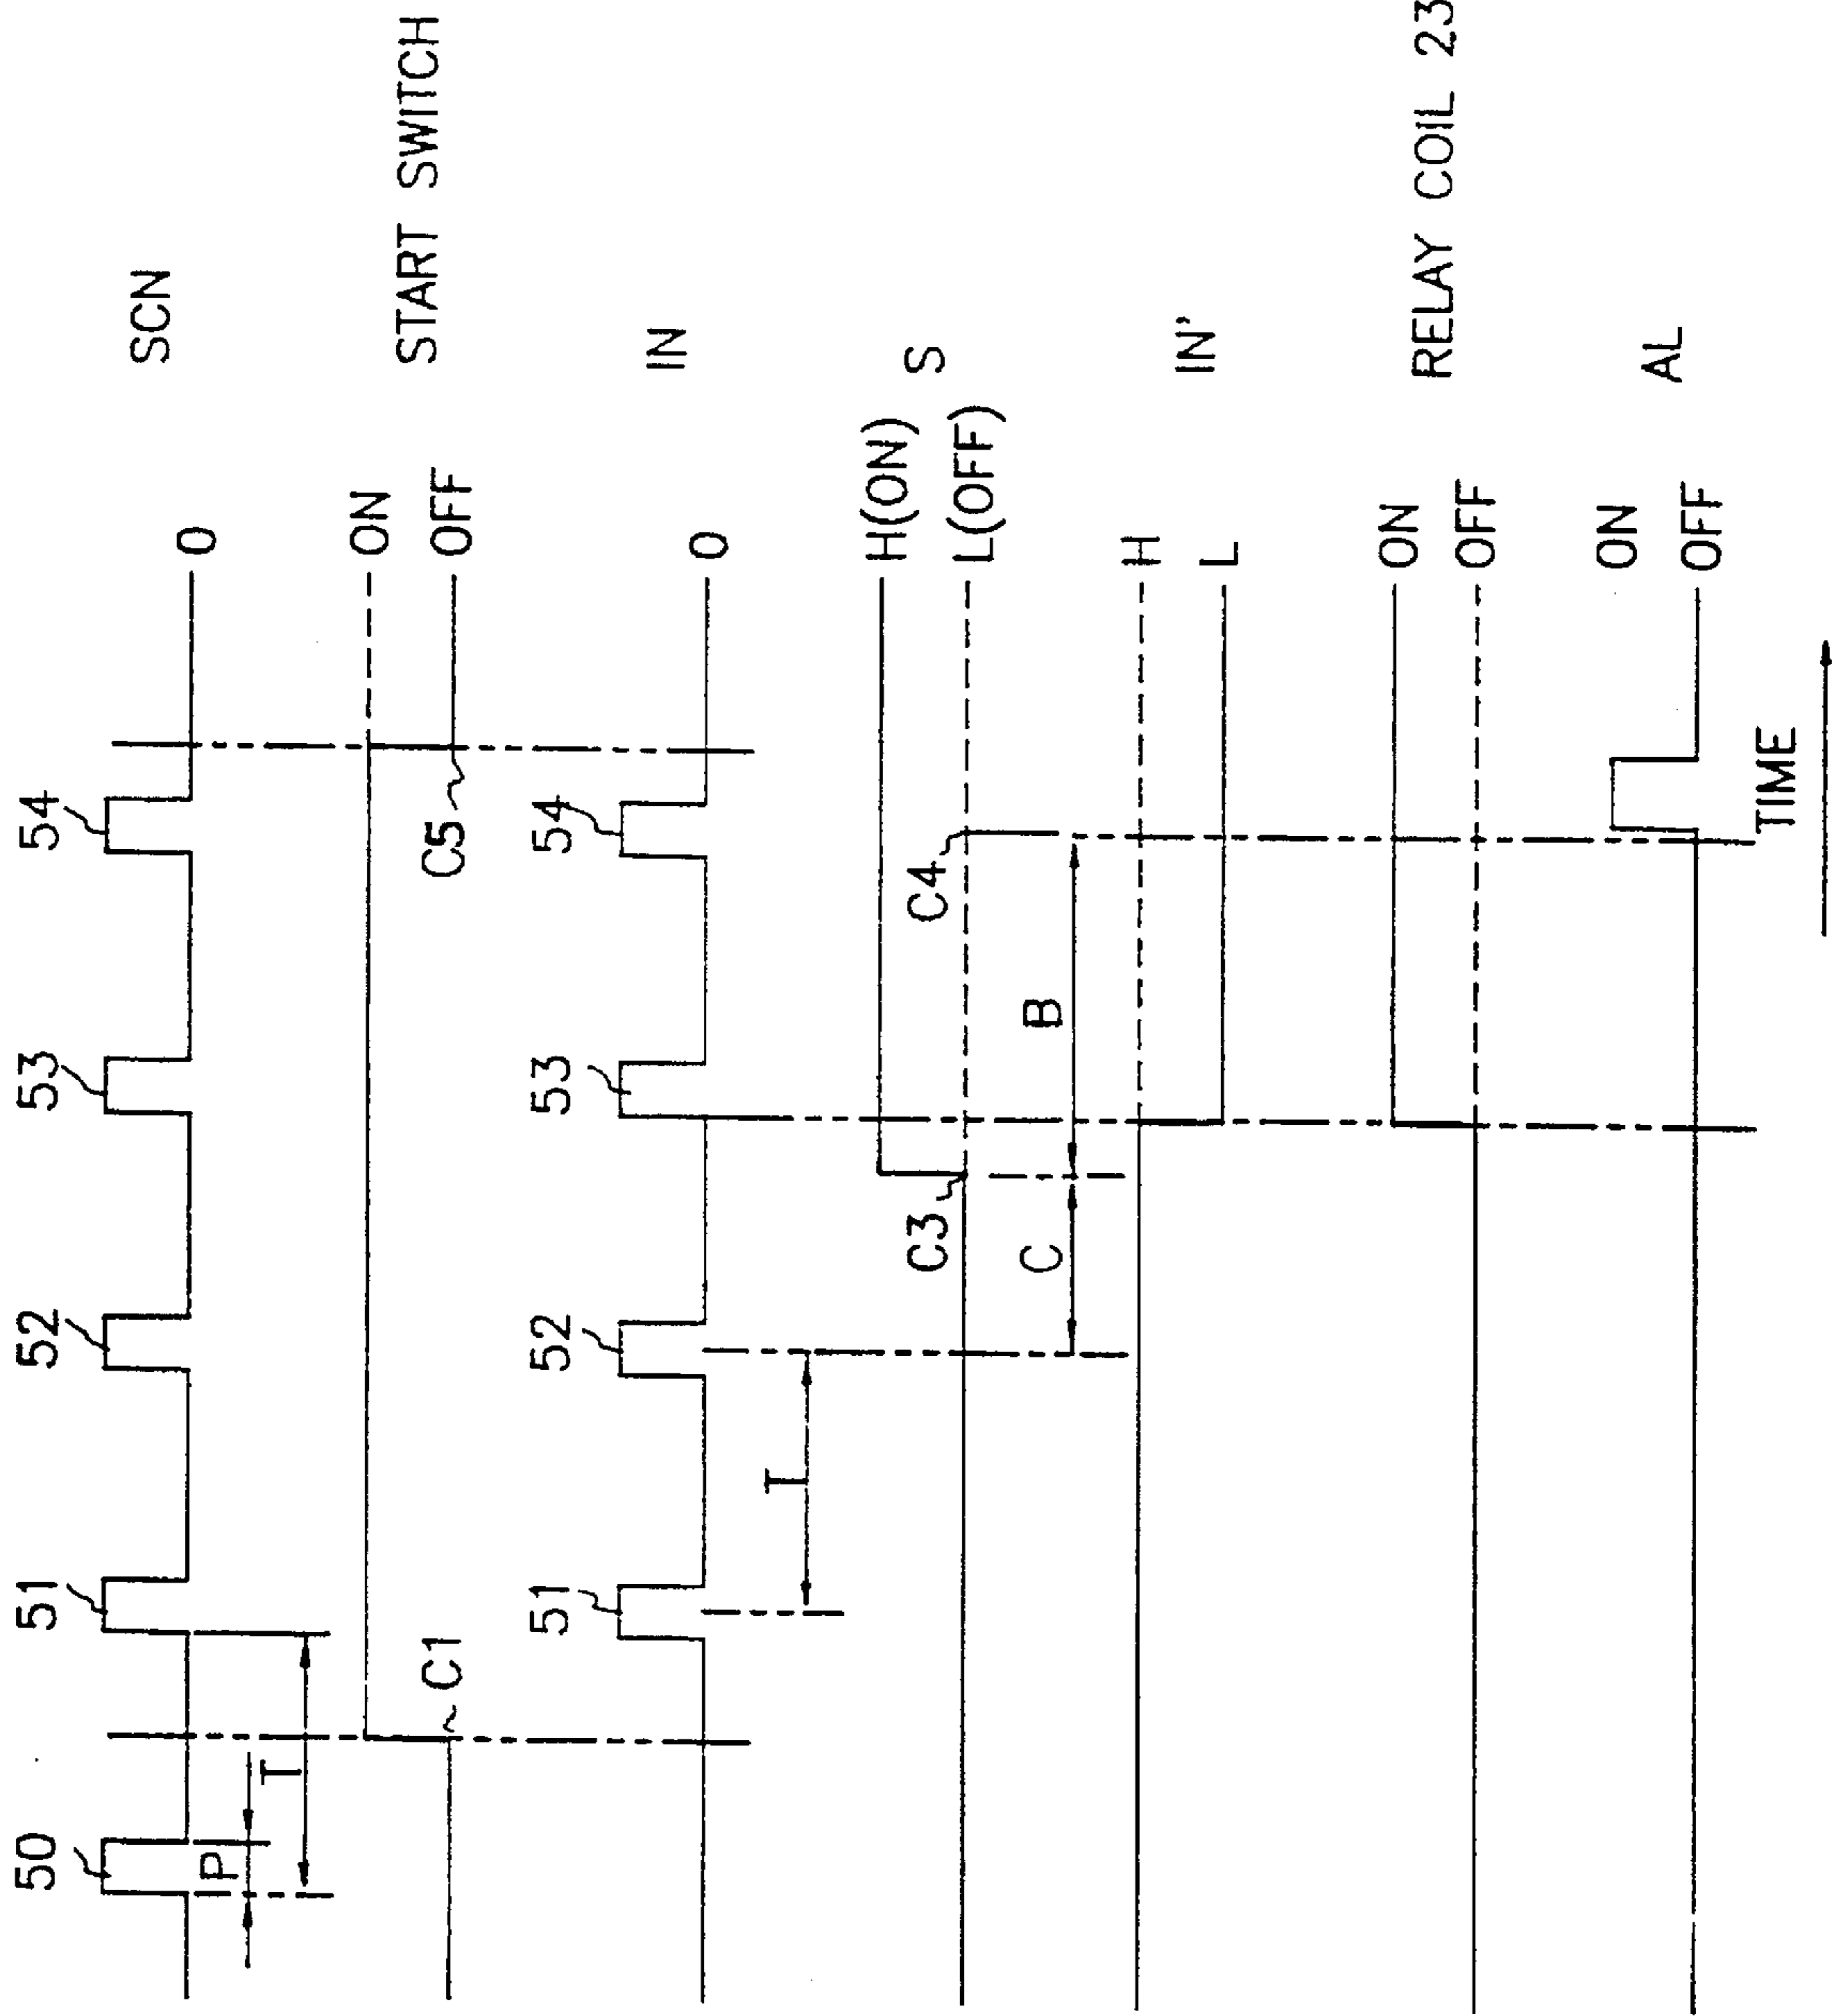 50 51 52 53 54
P
T
0
SCN
C1
C5
ON
OFF
START SWITCH
51 52 53 54
T
0
IN
C3
C4
H(ON)
L(OFF)
S
C
B
H
L
IN'
ON
OFF
RELAY COIL 23
ON
OFF
AL
TIME